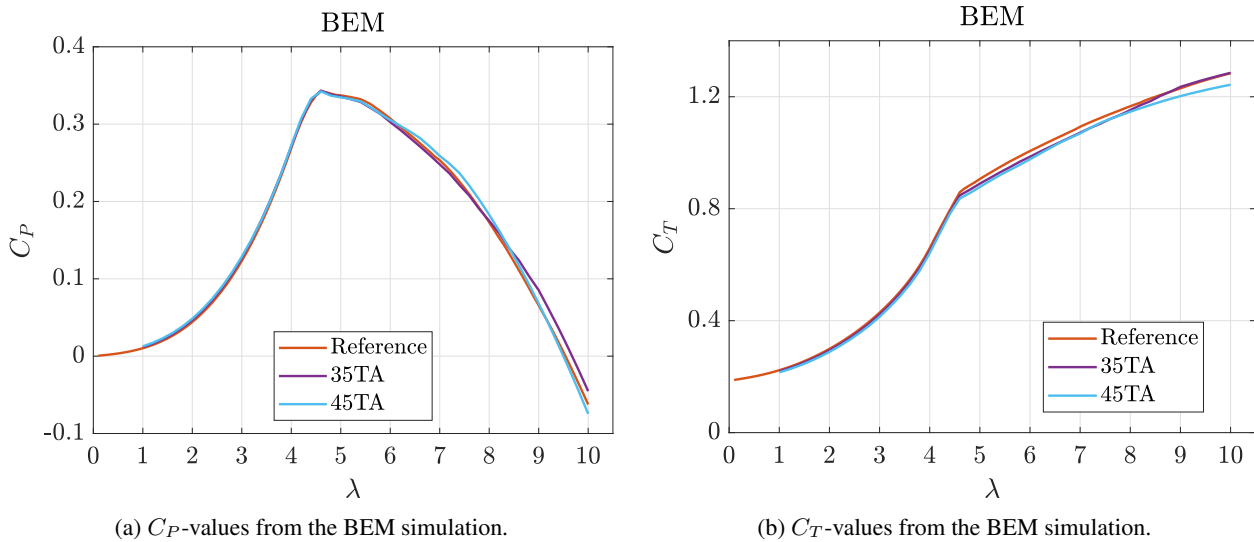 BEM
0.4
0.3
0.2
0.1
0
-0.1
C_P
0 1 2 3 4 5 6 7 8 9 10
λ
Reference
35TA
45TA
(a) C_P-values from the BEM simulation.
BEM
1.2
0.8
0.4
0
C_T
0 1 2 3 4 5 6 7 8 9 10
λ
Reference
35TA
45TA
(b) C_T-values from the BEM simulation.